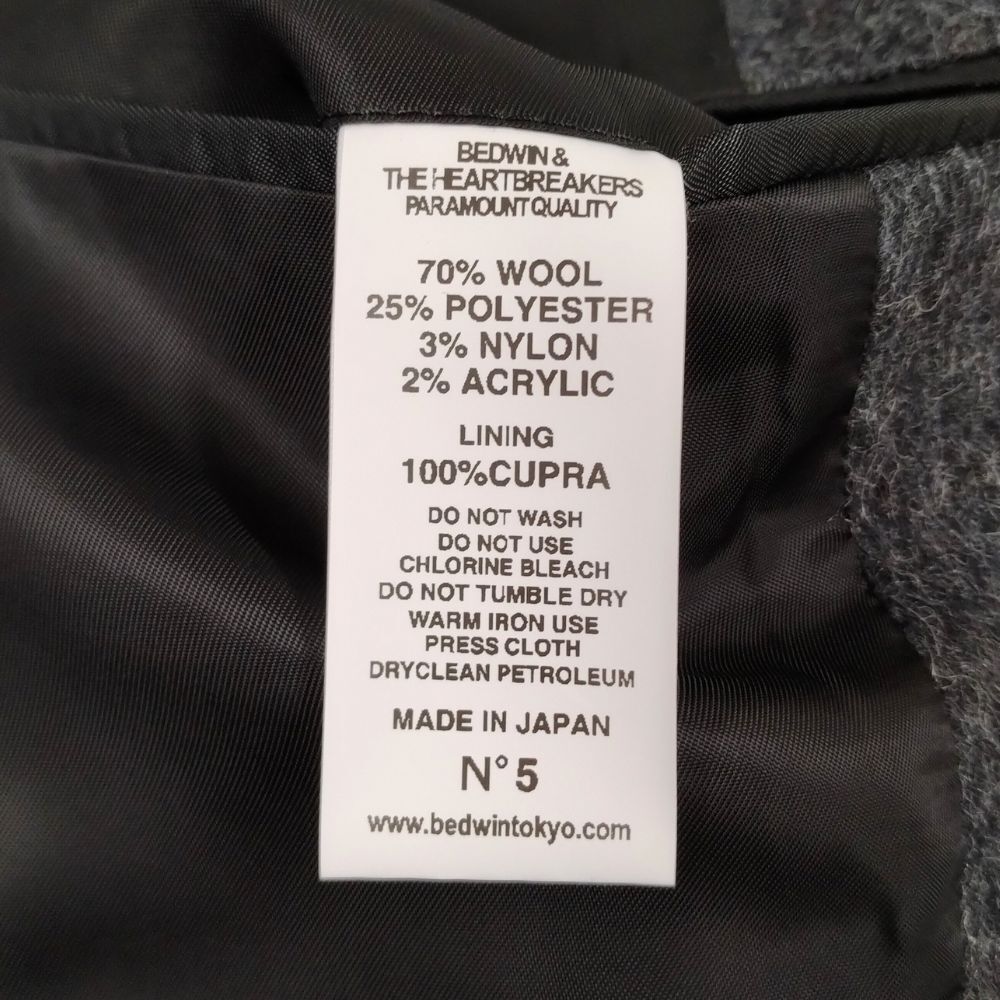 BEDWIN &
THE HEARTBREAKERS
PARAMOUNT QUALITY
70% WOOL
25% POLYESTER
3% NYLON
2% ACRYLIC
LINING
100%CUPRA
DO NOT WASH
DO NOT USE
CHLORINE BLEACH
DO NOT TUMBLE DRY
WARM IRON USE
PRESS CLOTH
DRYCLEAN PETROLEUM
MADE IN JAPAN
N°5
www.bedwintokyo.com